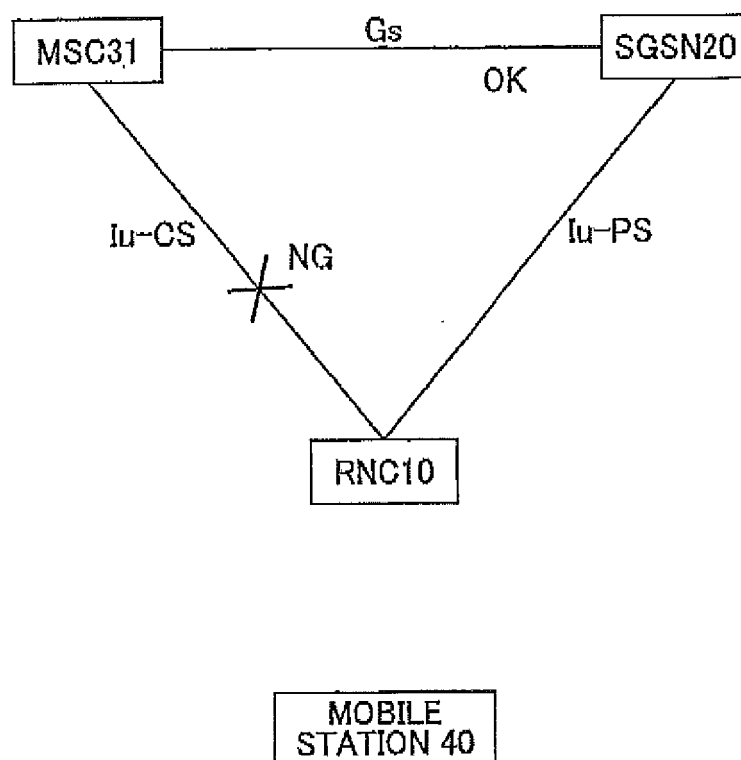 MSC31
Gs
SGSN20
OK
Iu-CS
NG
Iu-PS
RNC10
MOBILE
STATION 40